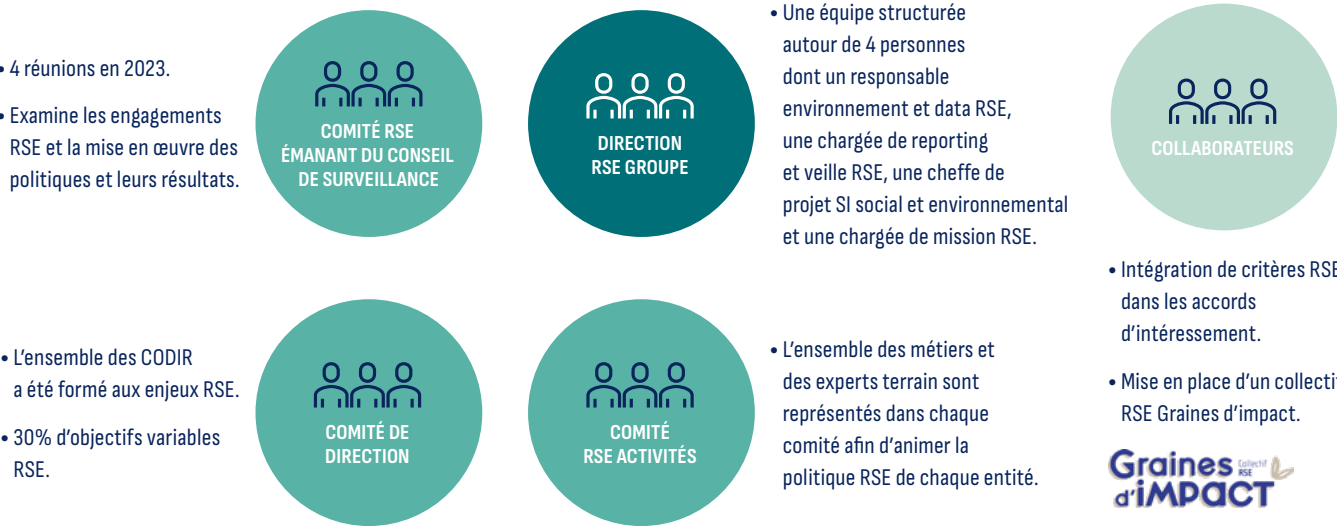 • 4 réunions en 2023.
• Examine les engagements
RSE et la mise en œuvre des
politiques et leurs résultats.
COMITÉ RSE
ÉMANANT DU CONSEIL
DE SURVEILLANCE
DIRECTION
RSE GROUPE
• Une équipe structurée
autour de 4 personnes
dont un responsable
environnement et data RSE,
une chargée de reporting
et veille RSE, une cheffe de
projet SI social et environnemental
et une chargée de mission RSE.
COLLABORATEURS
• Intégration de critères RSE
dans les accords
d'intéressement.
• Mise en place d'un collectif
RSE Graines d'impact.
Graines Collectif
RSE
d'iMPACT
• L'ensemble des CODIR
a été formé aux enjeux RSE.
• 30% d'objectifs variables
RSE.
COMITÉ DE
DIRECTION
COMITÉ
RSE ACTIVITÉS
• L'ensemble des métiers et
des experts terrain sont
représentés dans chaque
comité afin d'animer la
politique RSE de chaque entité.